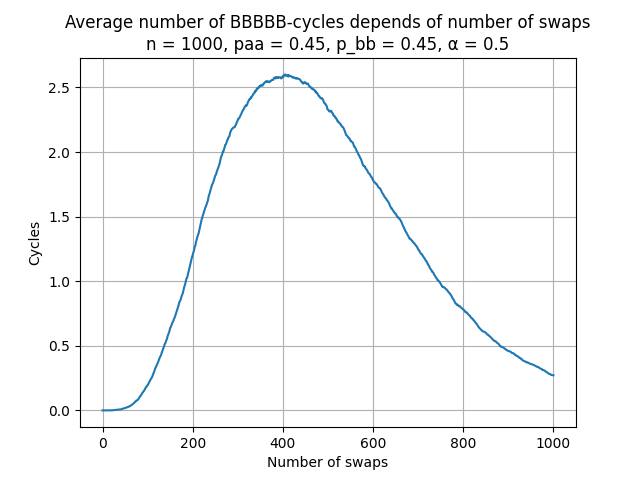 Average number of BBBBB-cycles depends of number of swaps
n = 1000, paa = 0.45, p_bb = 0.45, α = 0.5
Cycles
2.5
2.0
1.5
1.0
0.5
0.0
0 200 400 600 800 1000
Number of swaps